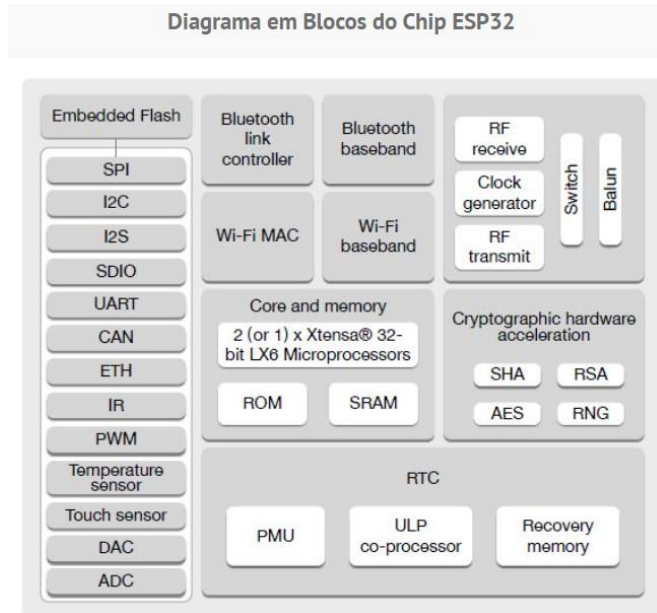 Diagrama em Blocos do Chip ESP32
Embedded Flash
SPI
I2C
I2S
SDIO
UART
CAN
ETH
IR
PWM
Temperature
sensor
Touch sensor
DAC
ADC
Bluetooth
link
controller
Bluetooth
baseband
Wi-Fi MAC
Wi-Fi
baseband
RF
receive
Clock
generator
RF
transmit
Switch
Balun
Core and memory
2 (or 1) x Xtensa® 32-
bit LX6 Microprocessors
ROM
SRAM
Cryptographic hardware
acceleration
SHA
RSA
AES
RNG
RTC
PMU
ULP
co-processor
Recovery
memory